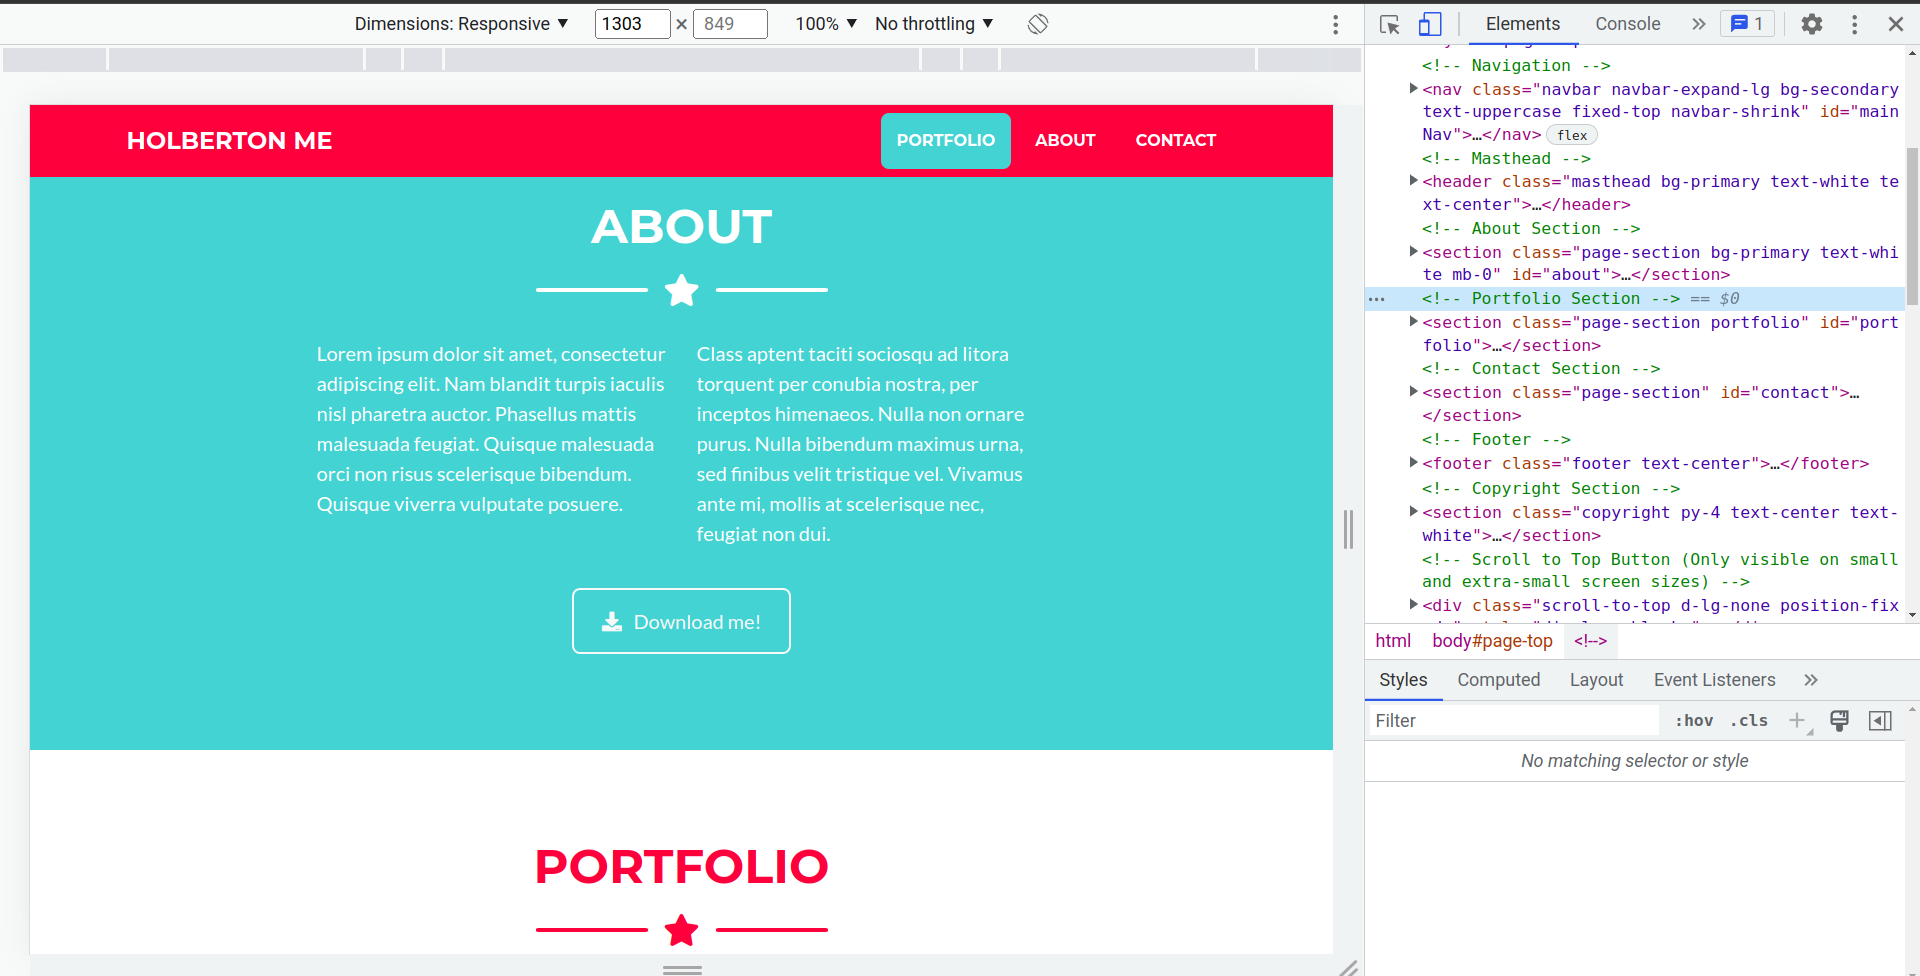 Dimensions: Responsive ▼ 1303 × 849 100% ▼ No throttling ▼
HOLBERTON ME PORTFOLIO ABOUT CONTACT
ABOUT
Lorem ipsum dolor sit amet, consectetur
adipiscing elit. Nam blandit turpis iaculis
nisl pharetra auctor. Phasellus mattis
malesuada feugiat. Quisque malesuada
orci non risus scelerisque bibendum.
Quisque viverra vulputate posuere.
Class aptent taciti sociosqu ad litora
torquent per conubia nostra, per
inceptos himenaeos. Nulla non ornare
purus. Nulla bibendum maximus urna,
sed finibus velit tristique vel. Vivamus
ante mi, mollis at scelerisque nec,
feugiat non dui.
Download me!
PORTFOLIO
Elements Console » 1
<!-- Navigation -->
<nav class="navbar navbar-expand-lg bg-secondary
text-uppercase fixed-top navbar-shrink" id="main
Nav">…</nav> flex
<!-- Masthead -->
<header class="masthead bg-primary text-white te
xt-center">…</header>
<!-- About Section -->
<section class="page-section bg-primary text-whi
te mb-0" id="about">…</section>
<!-- Portfolio Section --> == $0
<section class="page-section portfolio" id="port
folio">…</section>
<!-- Contact Section -->
<section class="page-section" id="contact">…
</section>
<!-- Footer -->
<footer class="footer text-center">…</footer>
<!-- Copyright Section -->
<section class="copyright py-4 text-center text-
white">…</section>
<!-- Scroll to Top Button (Only visible on small
and extra-small screen sizes) -->
<div class="scroll-to-top d-lg-none position-fix
html body#page-top <!-->
Styles Computed Layout Event Listeners »
Filter :hov .cls +
No matching selector or style